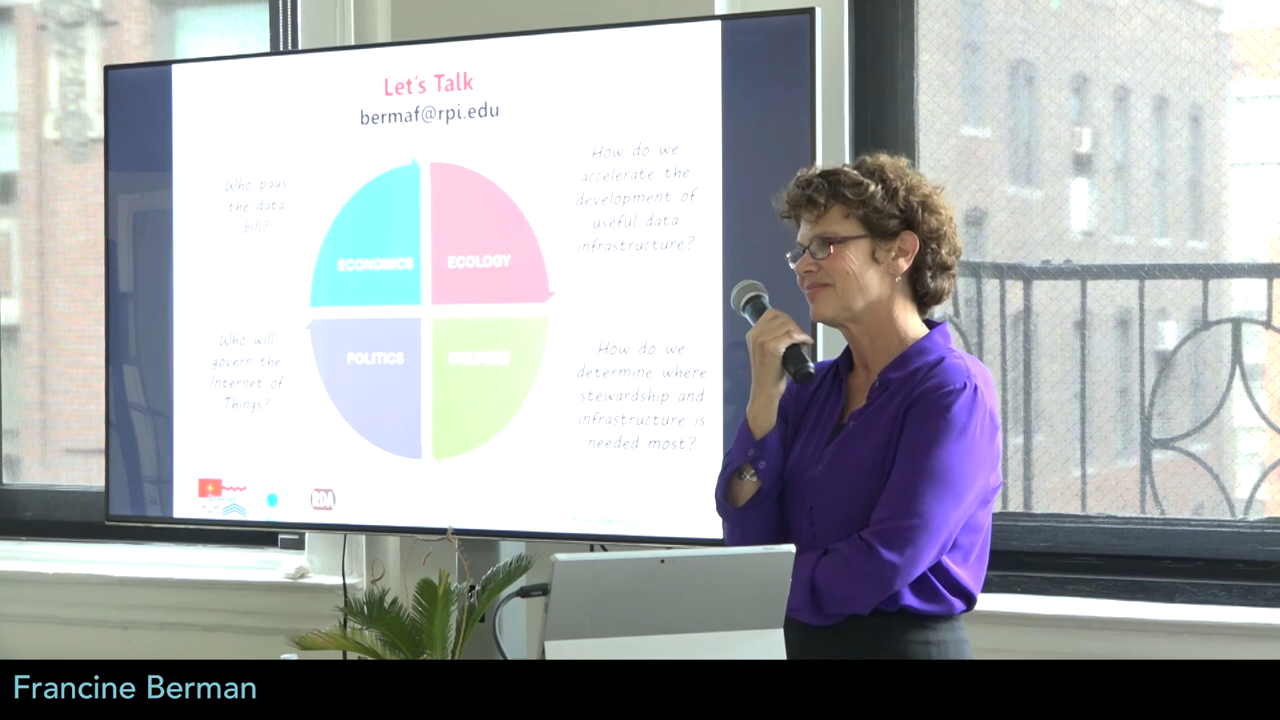 Let's Talk
bermaf@rpi.edu
Who pays
the data
bill?
How do we
accelerate the
development of
useful data
infrastructure?
ECONOMICS
ECOLOGY
POLITICS
Who will
govern the
Internet of
Things?
How do we
determine where
stewardship and
infrastructure is
needed most?
RDA
Francine Berman